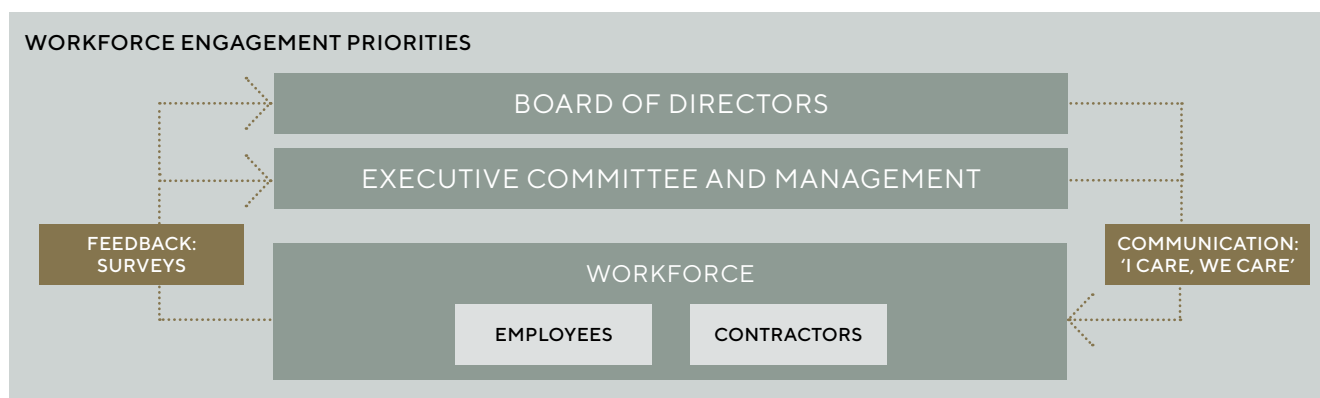 WORKFORCE ENGAGEMENT PRIORITIES
BOARD OF DIRECTORS
EXECUTIVE COMMITTEE AND MANAGEMENT
FEEDBACK:
SURVEYS
WORKFORCE
EMPLOYEES
CONTRACTORS
COMMUNICATION:
‘I CARE, WE CARE’